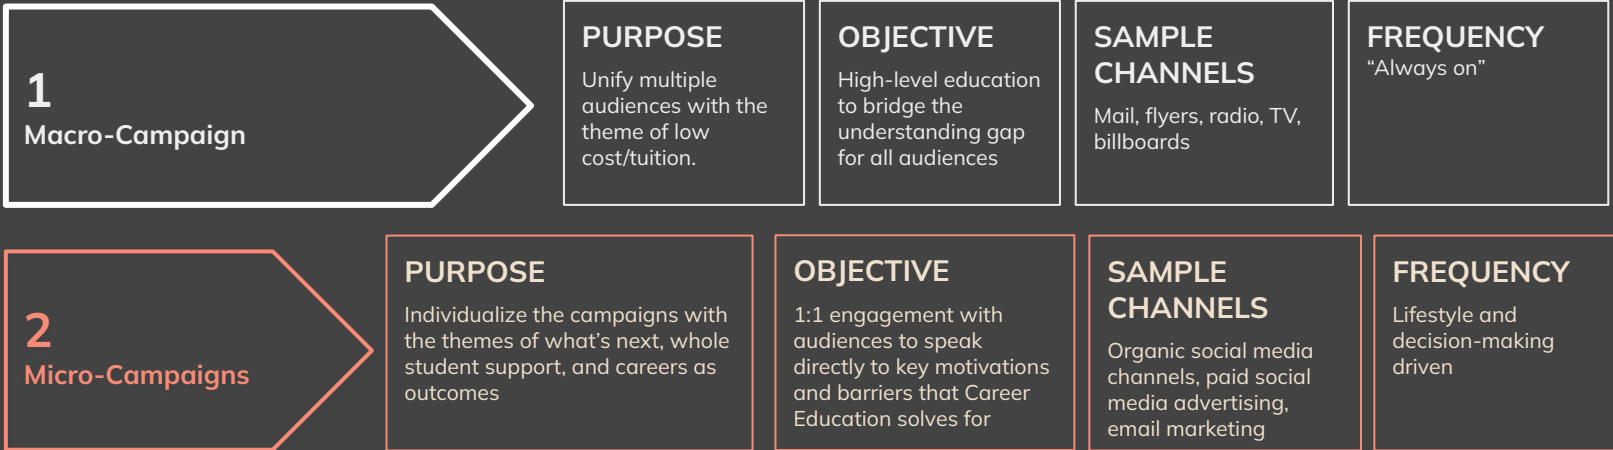 1
Macro-Campaign
PURPOSE
Unify multiple
audiences with the
theme of low
cost/tuition.
OBJECTIVE
High-level education
to bridge the
understanding gap
for all audiences
SAMPLE
CHANNELS
Mail, flyers, radio, TV,
billboards
FREQUENCY
“Always on”
2
Micro-Campaigns
PURPOSE
Individualize the campaigns with
the themes of what’s next, whole
student support, and careers as
outcomes
OBJECTIVE
1:1 engagement with
audiences to speak
directly to key motivations
and barriers that Career
Education solves for
SAMPLE
CHANNELS
Organic social media
channels, paid social
media advertising,
email marketing
FREQUENCY
Lifestyle and
decision-making
driven